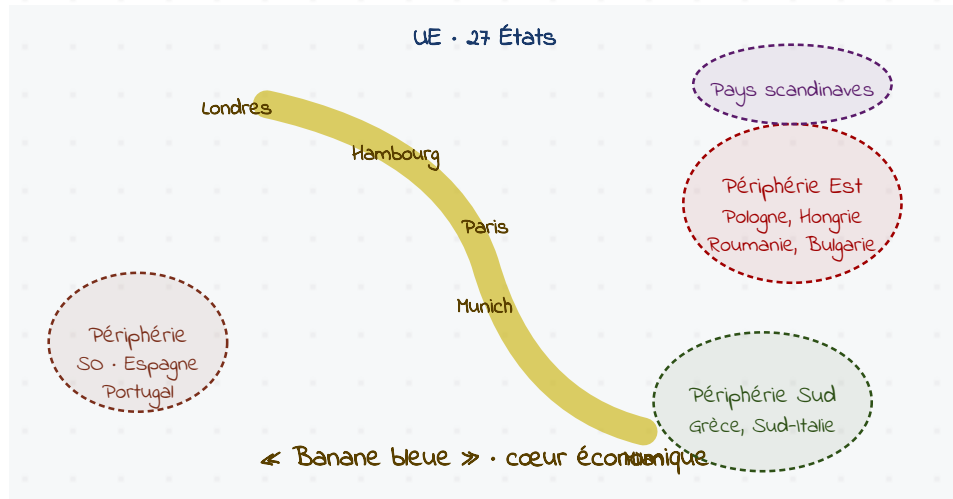 UE · 27 États
Pays scandinaves
Londres
Hambourg
Périphérie Est
Pologne, Hongrie
Roumanie, Bulgarie
Paris
Munich
Périphérie
SO · Espagne
Portugal
Périphérie Sud
Grèce, Sud-Italie
« Banane bleue » · cœur économique